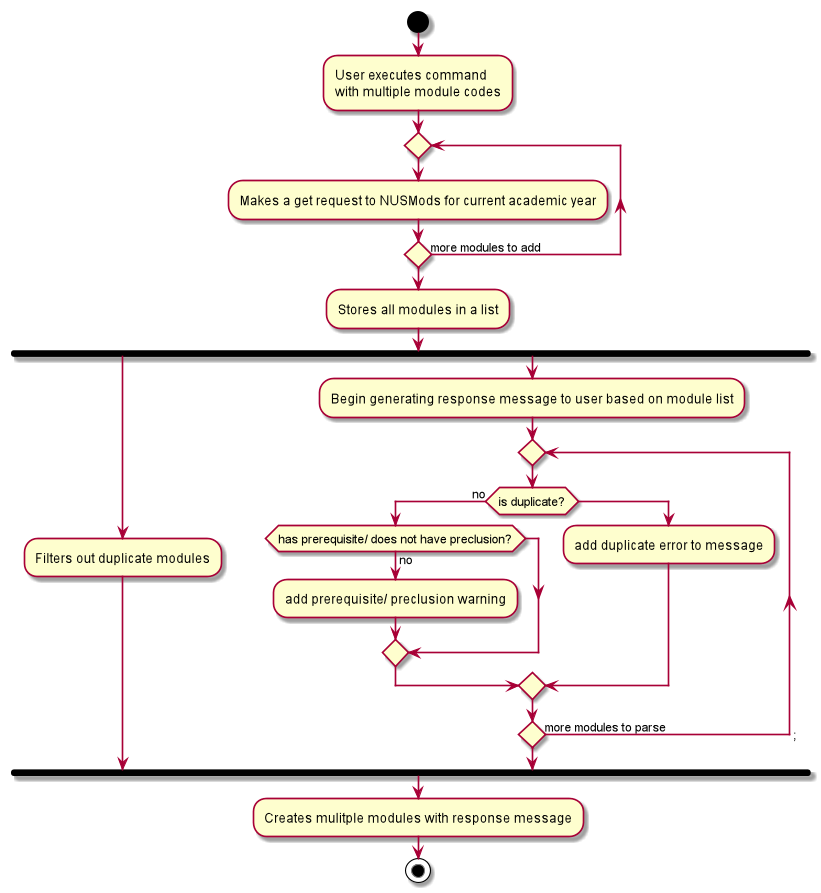 User executes command
with multiple module codes
Makes a get request to NUSMods for current academic year
more modules to add
Stores all modules in a list
Begin generating response message to user based on module list
no
is duplicate?
has prerequisite/ does not have preclusion?
add duplicate error to message
Filters out duplicate modules
no
add prerequisite/ preclusion warning
more modules to parse
;
Creates mulitple modules with response message